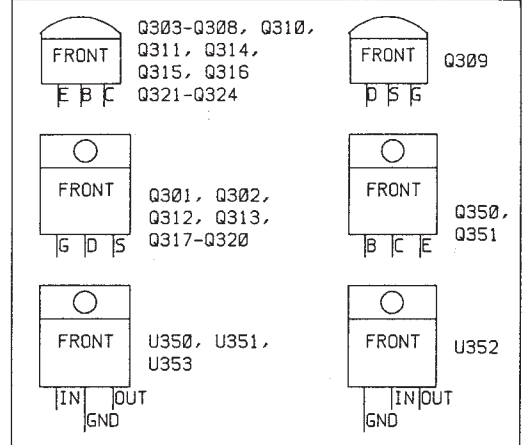 FRONT
E B C
Q303-Q308, Q310,
Q311, Q314,
Q315, Q316
Q321-Q324
FRONT
D S G
Q309
FRONT
G D S
Q301, Q302,
Q312, Q313,
Q317-Q320
FRONT
B C E
Q350,
Q351
FRONT
IN OUT
GND
U350, U351,
U353
FRONT
IN OUT
GND
U352